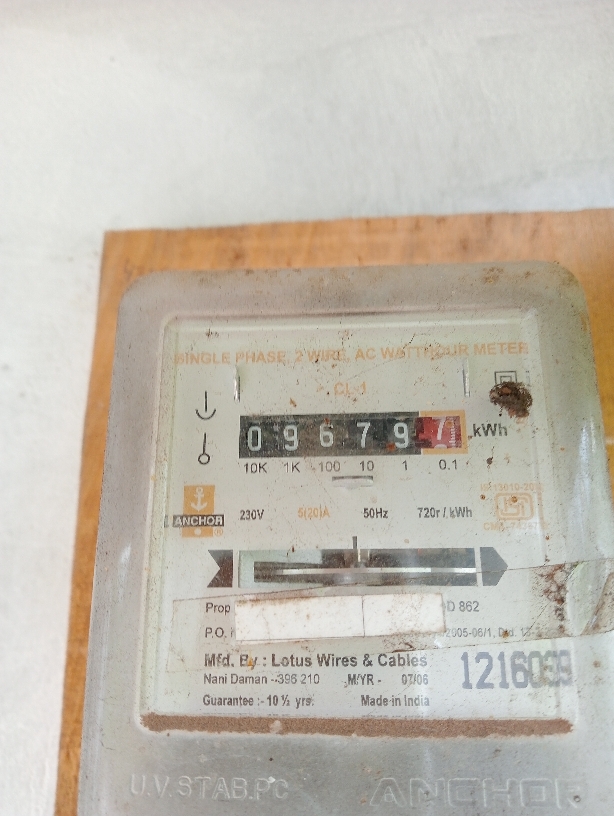 SINGLE PHASE, 2 WIRE, AC WATTHOUR METER
CL-1
0 9 6 7 9 7 kWh
10K 1K 100 10 1 0.1
ANCHOR ®
230V 5(20)A 50Hz 720r / kWh
Prop D 862
P.O.
Mfd. By : Lotus Wires & Cables
Nani Daman - 396 210 M/YR - 07/06
Guarantee :- 10 ½ yrs. Made in India
U.V.STAB.PC ANCHOR